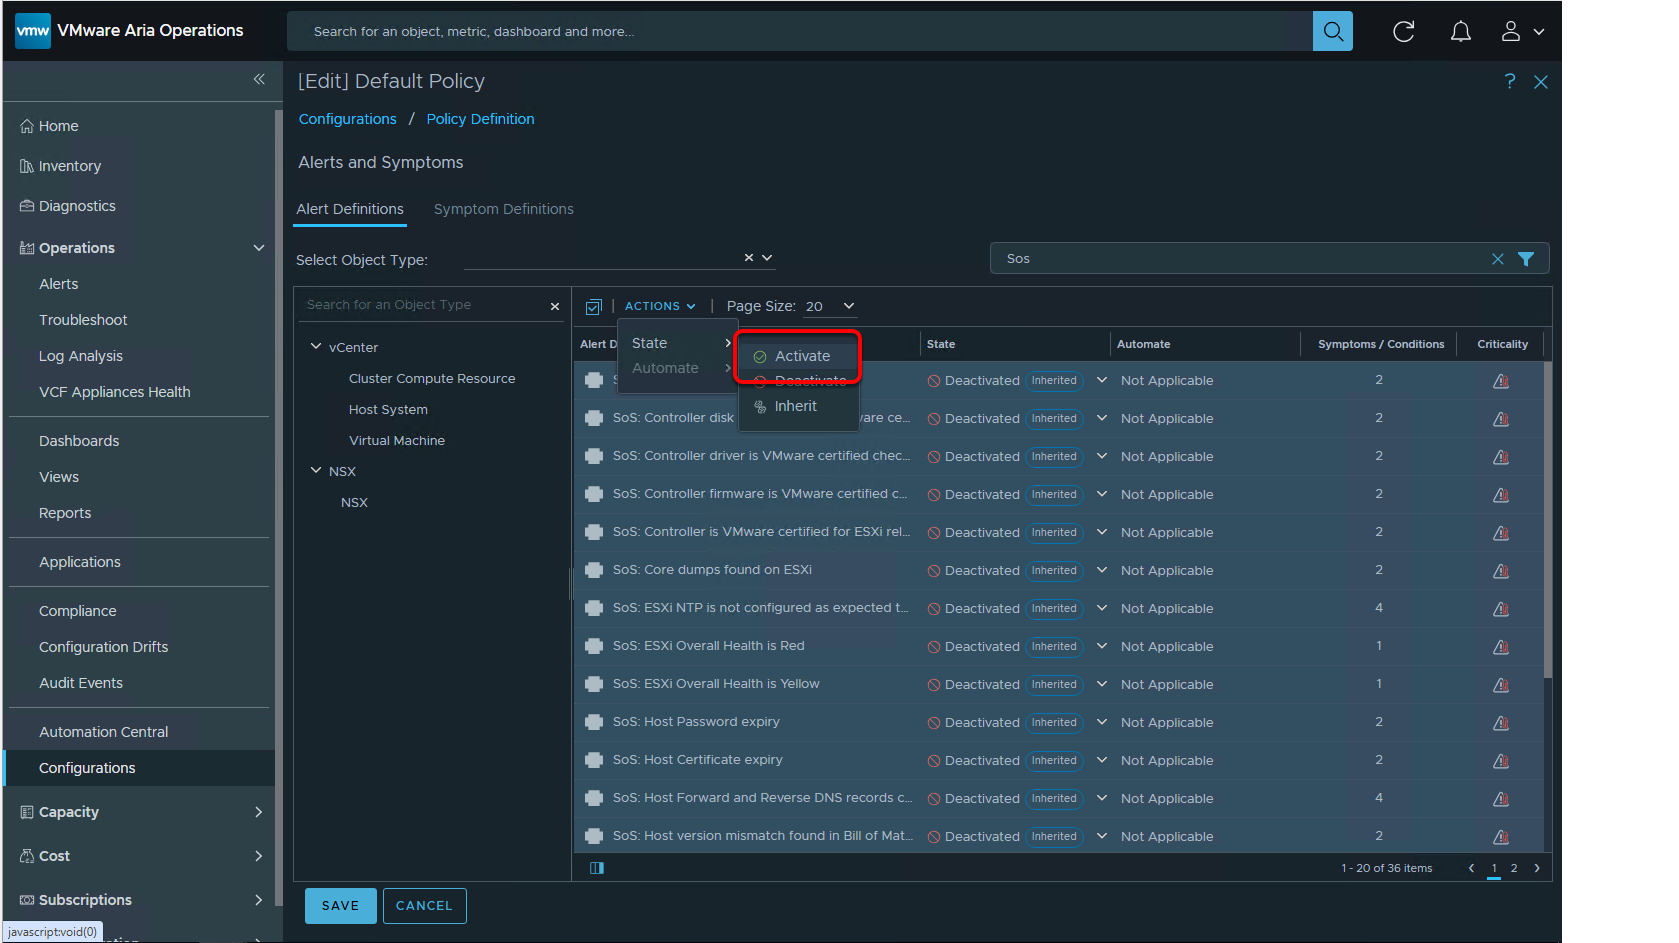 vmw VMware Aria Operations
Search for an object, metric, dashboard and more...
[Edit] Default Policy
?
Configurations / Policy Definition
Alerts and Symptoms
Alert Definitions Symptom Definitions
Select Object Type:
Sos
Home
Inventory
Diagnostics
Operations
Alerts
Troubleshoot
Log Analysis
VCF Appliances Health
Dashboards
Views
Reports
Applications
Compliance
Configuration Drifts
Audit Events
Automation Central
Configurations
Capacity
Cost
Subscriptions
javascript:void(0)
Search for an Object Type
vCenter
Cluster Compute Resource
Host System
Virtual Machine
NSX
NSX
ACTIONS | Page Size: 20
State
Automate
Activate
Deactivate
Inherit
Alert D State Automate Symptoms / Conditions Criticality
Deactivated Inherited Not Applicable 2
SoS: Controller disk vare ce... Deactivated Inherited Not Applicable 2
SoS: Controller driver is VMware certified chec... Deactivated Inherited Not Applicable 2
SoS: Controller firmware is VMware certified c... Deactivated Inherited Not Applicable 2
SoS: Controller is VMware certified for ESXi rel... Deactivated Inherited Not Applicable 2
SoS: Core dumps found on ESXi Deactivated Inherited Not Applicable 2
SoS: ESXi NTP is not configured as expected t... Deactivated Inherited Not Applicable 4
SoS: ESXi Overall Health is Red Deactivated Inherited Not Applicable 1
SoS: ESXi Overall Health is Yellow Deactivated Inherited Not Applicable 1
SoS: Host Password expiry Deactivated Inherited Not Applicable 2
SoS: Host Certificate expiry Deactivated Inherited Not Applicable 2
SoS: Host Forward and Reverse DNS records c... Deactivated Inherited Not Applicable 4
SoS: Host version mismatch found in Bill of Mat... Deactivated Inherited Not Applicable 2
1 - 20 of 36 items 1 2
SAVE CANCEL